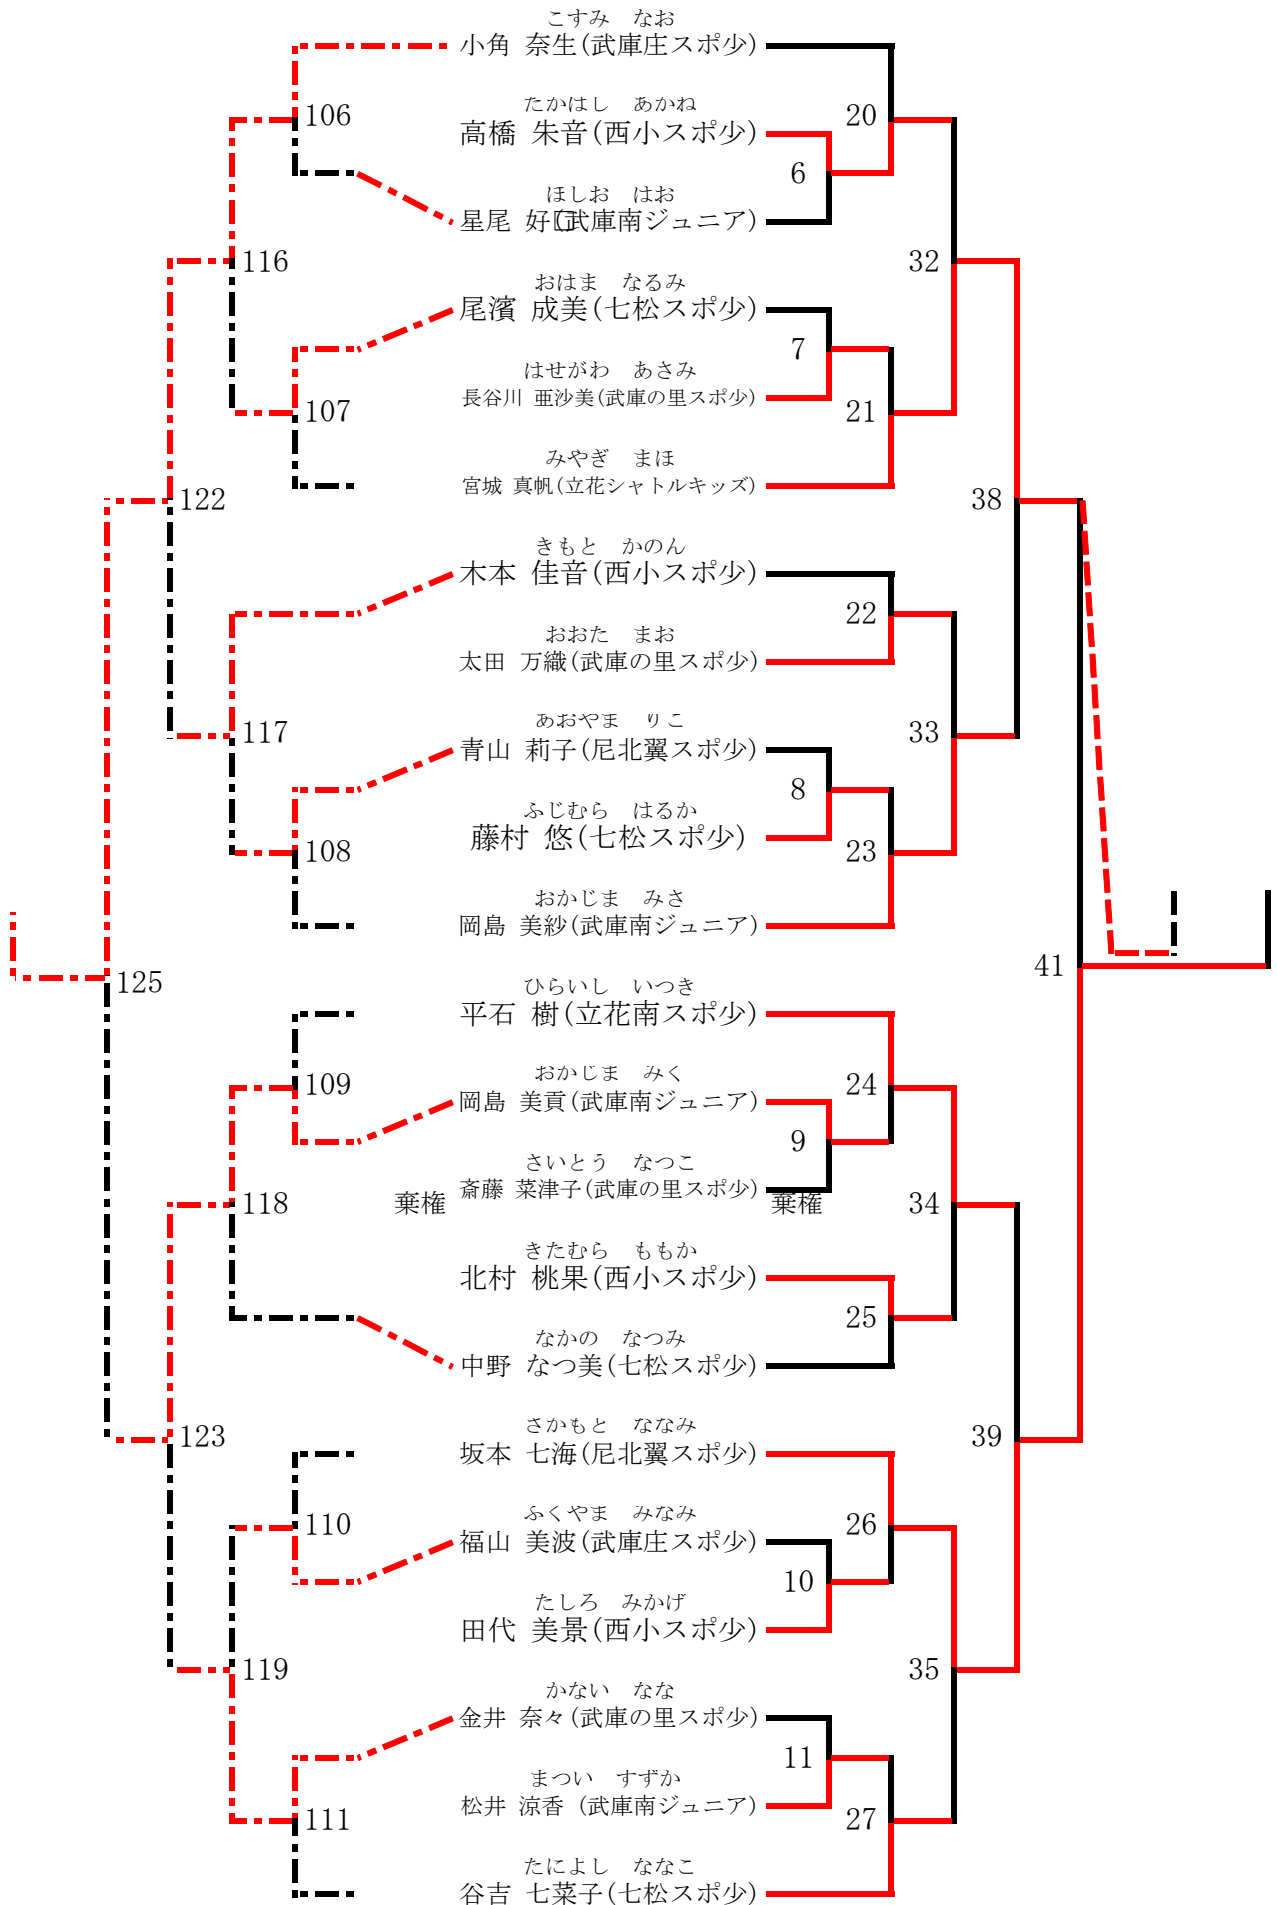 こすみ なお
小角 奈生(武庫庄スポ少)
106
たかはし あかね
20
高橋 朱音(西小スポ少)
6
ほしお はお
星尾 好(武庫南ジュニア)
116
32
おはま なるみ
尾濱 成美(七松スポ少)
7
はせがわ あさみ
長谷川 亜沙美(武庫の里スポ少)
107
21
みやぎ まほ
宮城 真帆(立花シャトルキッズ)
122
38
きもと かのん
木本 佳音(西小スポ少)
22
おおた まお
太田 万織(武庫の里スポ少)
117
あおやま りこ
33
青山 莉子(尼北翼スポ少)
8
ふじむら はるか
藤村 悠(七松スポ少)
108
23
おかじま みさ
岡島 美紗(武庫南ジュニア)
41
125
ひらいし いつき
平石 樹(立花南スポ少)
109
おかじま みく
24
岡島 美貢(武庫南ジュニア)
9
さいとう なつこ
斎藤 菜津子(武庫の里スポ少)
118
棄権
棄権
34
きたむら ももか
北村 桃果(西小スポ少)
25
なかの なつみ
中野 なつ美(七松スポ少)
さかもと ななみ
123
39
坂本 七海(尼北翼スポ少)
ふくやま みなみ
110
26
福山 美波(武庫庄スポ少)
10
たしろ みかげ
田代 美景(西小スポ少)
119
35
かない なな
金井 奈々(武庫の里スポ少)
11
まつい すずか
松井 涼香 (武庫南ジュニア)
111
27
たによし ななこ
谷吉 七菜子(七松スポ少)